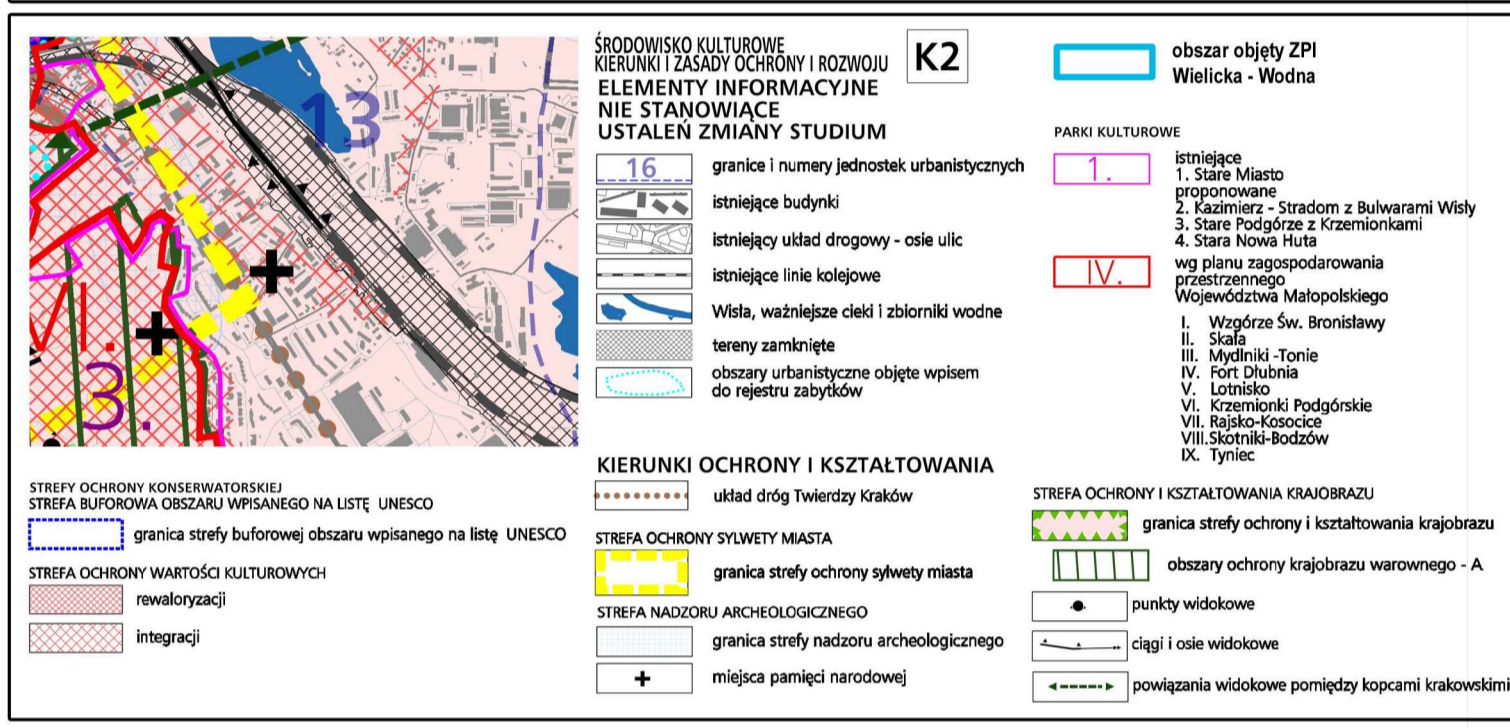 13
VI.
3.
ŚRODOWISKO KULTUROWE
KIERUNKI I ZASADY OCHRONY I ROZWOJU
K2
ELEMENTY INFORMACYJNE
NIE STANOWIĄCE
USTALEŃ ZMIANY STUDIUM
16
granice i numery jednostek urbanistycznych
istniejące budynki
istniejący układ drogowy - osie ulic
istniejące linie kolejowe
Wisła, ważniejsze cieki i zbiorniki wodne
tereny zamknięte
obszary urbanistyczne objęte wpisem
do rejestru zabytków
obszar objęty ZPI
Wielicka - Wodna
PARKI KULTUROWE
1.
istniejące
1. Stare Miasto
proponowane
2. Kazimierz - Stradom z Bulwarami Wisły
3. Stare Podgórze z Krzemionkami
4. Stara Nowa Huta
IV.
wg planu zagospodarowania
przestrzennego
Województwa Małopolskiego
I. Wzgórze Św. Bronisławy
II. Skała
III. Mydlniki -Tonie
IV. Fort Dłubnia
V. Lotnisko
VI. Krzemionki Podgórskie
VII. Rajsko-Kosocice
VIII.Skotniki-Bodzów
IX. Tyniec
STREFY OCHRONY KONSERWATORSKIEJ
STREFA BUFOROWA OBSZARU WPISANEGO NA LISTĘ UNESCO
granica strefy buforowej obszaru wpisanego na listę UNESCO
STREFA OCHRONY WARTOŚCI KULTUROWYCH
rewaloryzacji
integracji
KIERUNKI OCHRONY I KSZTAŁTOWANIA
układ dróg Twierdzy Kraków
STREFA OCHRONY SYLWETY MIASTA
granica strefy ochrony sylwety miasta
STREFA NADZORU ARCHEOLOGICZNEGO
granica strefy nadzoru archeologicznego
miejsca pamięci narodowej
STREFA OCHRONY I KSZTAŁTOWANIA KRAJOBRAZU
granica strefy ochrony i kształtowania krajobrazu
obszary ochrony krajobrazu warownego - A
punkty widokowe
ciągi i osie widokowe
powiązania widokowe pomiędzy kopcami krakowskimi